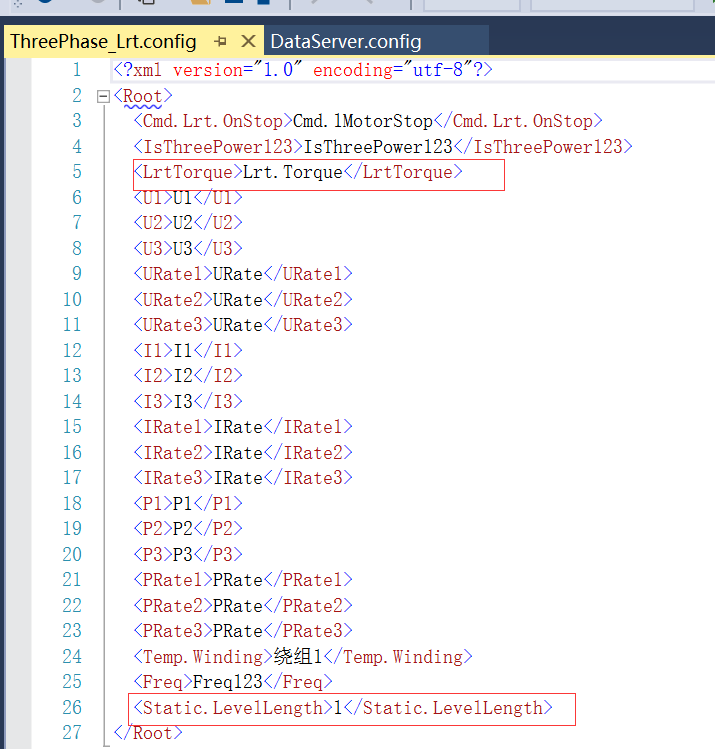 ThreePhase_Lrt.config
DataServer.config
1 <?xml version="1.0" encoding="utf-8"?>
2 <Root>
3 <Cmd.Lrt.OnStop>Cmd.1MotorStop</Cmd.Lrt.OnStop>
4 <IsThreePower123>IsThreePower123</IsThreePower123>
5 <LrtTorque>Lrt.Torque</LrtTorque>
6 <U1>U1</U1>
7 <U2>U2</U2>
8 <U3>U3</U3>
9 <URate1>URate</URate1>
10 <URate2>URate</URate2>
11 <URate3>URate</URate3>
12 <I1>I1</I1>
13 <I2>I2</I2>
14 <I3>I3</I3>
15 <IRate1>IRate</IRate1>
16 <IRate2>IRate</IRate2>
17 <IRate3>IRate</IRate3>
18 <P1>P1</P1>
19 <P2>P2</P2>
20 <P3>P3</P3>
21 <PRate1>PRate</PRate1>
22 <PRate2>PRate</PRate2>
23 <PRate3>PRate</PRate3>
24 <Temp.Winding>绕组1</Temp.Winding>
25 <Freq>Freq123</Freq>
26 <Static.LevelLength>1</Static.LevelLength>
27 </Root>